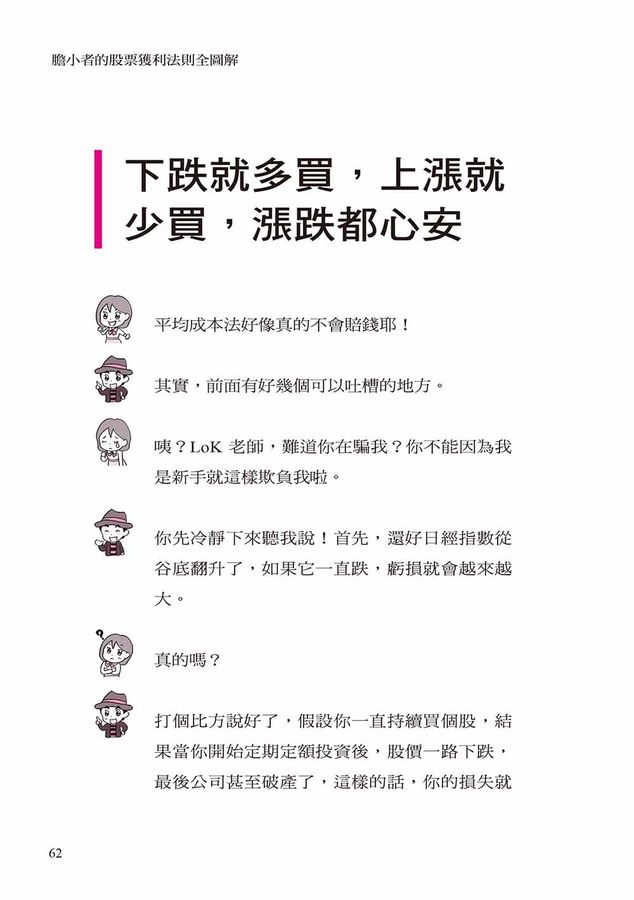 膽小者的股票獲利法則全圖解
下跌就多買，上漲就
少買，漲跌都心安
平均成本法好像真的不會賠錢耶！
其實，前面有好幾個可以吐槽的地方。
咦？LoK 老師，難道你在騙我？你不能因為我
是新手就這樣欺負我啦。
你先冷靜下來聽我說！首先，還好日經指數從
谷底翻升了，如果它一直跌，虧損就會越來越
大。
?
真的嗎？
打個比方說好了，假設你一直持續買個股，結
果當你開始定期定額投資後，股價一路下跌，
最後公司甚至破產了，這樣的話，你的損失就
62